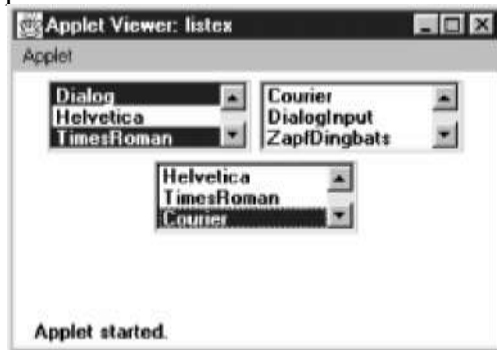 Applet Viewer: listex
Applet
Dialog
Helvetica
TimesRoman
Courier
DialogInput
ZapfDingbats
Helvetica
TimesRoman
Courier
Applet started.